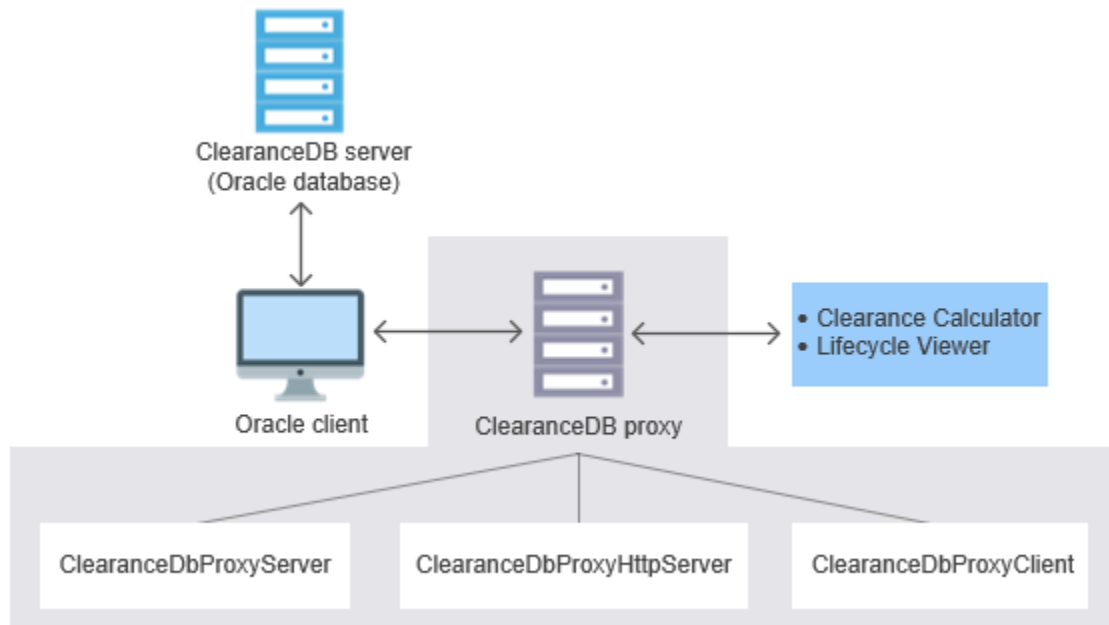 ClearanceDB server
(Oracle database)
Oracle client
ClearanceDB proxy
• Clearance Calculator
• Lifecycle Viewer
ClearanceDbProxyServer
ClearanceDbProxyHttpServer
ClearanceDbProxyClient